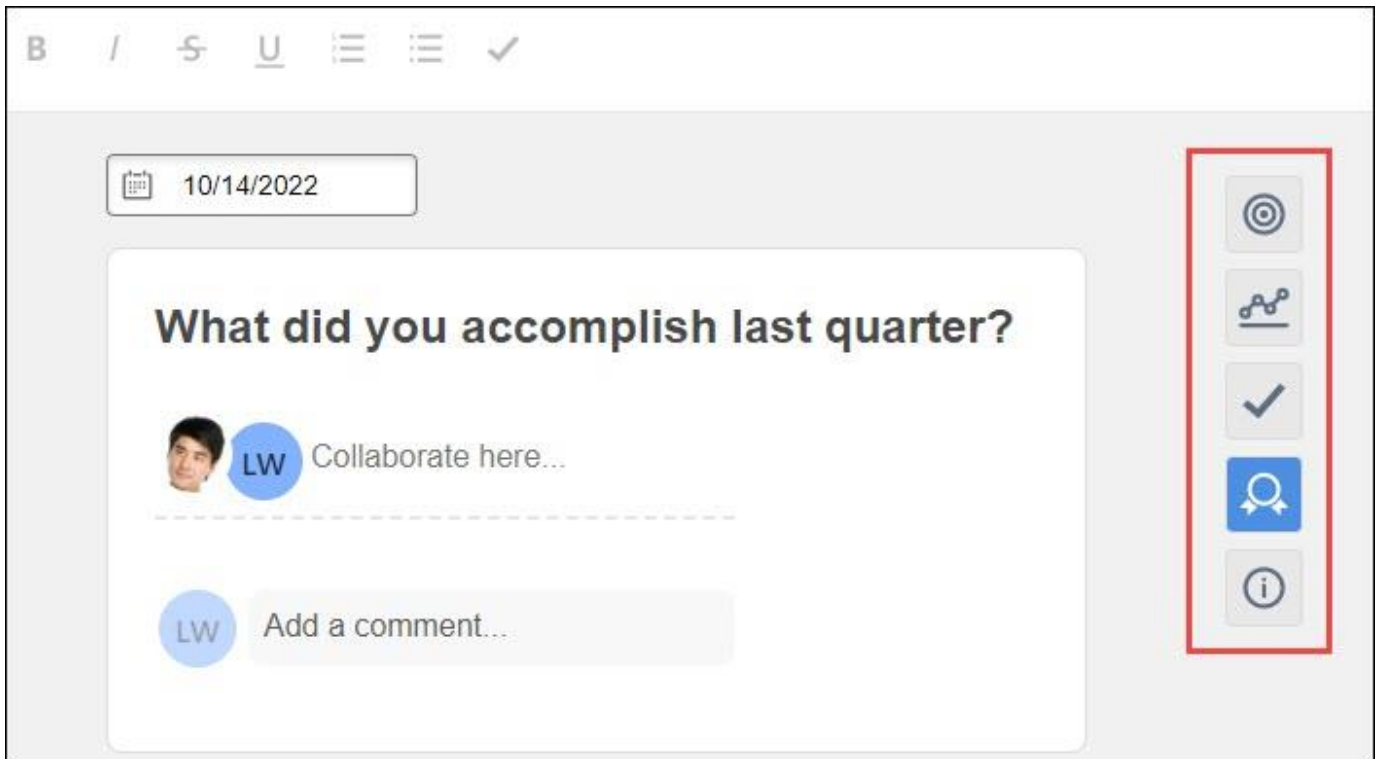 B I S U
10/14/2022
What did you accomplish last quarter?
LW Collaborate here...
LW Add a comment...